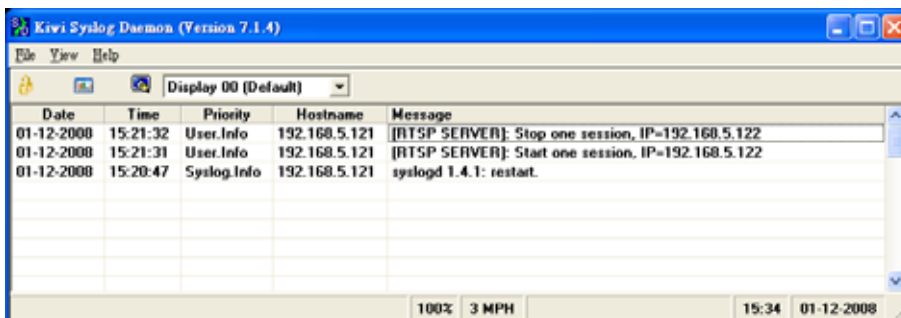 Kiwi Syslog Daemon (Version 7.1.4)
File View Help
Display 00 (Default)
Date Time Priority Hostname Message
01-12-2008 15:21:32 User.Info 192.168.5.121 [RTSP SERVER]: Stop one session, IP=192.168.5.122
01-12-2008 15:21:31 User.Info 192.168.5.121 [RTSP SERVER]: Start one session, IP=192.168.5.122
01-12-2008 15:20:47 Syslog.Info 192.168.5.121 syslogd 1.4.1: restart.
100% 3 MPH 15:34 01-12-2008